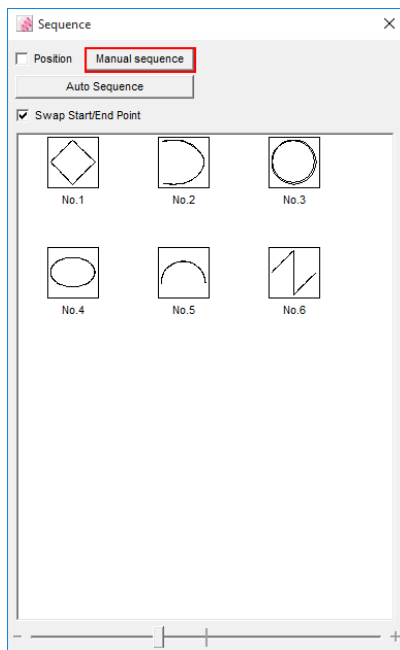 Sequence
Position Manual sequence
Auto Sequence
Swap Start/End Point
No.1 No.2 No.3
No.4 No.5 No.6